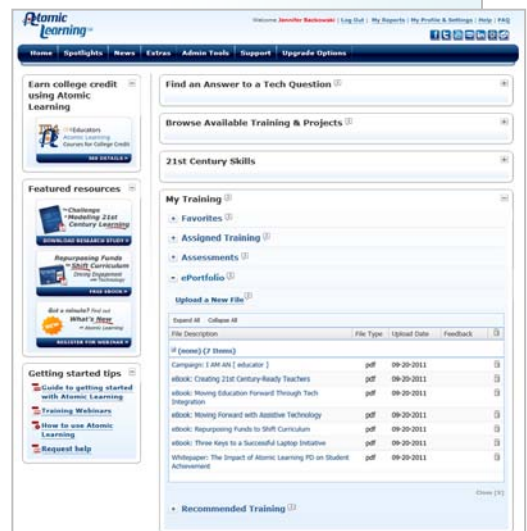 Atomic Learning
Welcome Jennifer Backowski | Log Out | My Reports | My Profile & Settings | Help | FAQ
Home Spotlights News Extras Admin Tools Support Upgrade Options
Earn college credit
using Atomic
Learning
Educators
Atomic Learning
Courses for College Credit
SEE DETAILS
Featured resources
the Challenge
of Modeling 21st
Century Learning
DOWNLOAD RESEARCH STUDY
Repurposing Funds
to Shift Curriculum
Driving Engagement
with Technology
FREE EBOOK
Got a minute? Find out
What's New
on Atomic Learning
REGISTER FOR WEBINAR
Getting started tips
Guide to getting started
with Atomic Learning
Training Webinars
How to use Atomic
Learning
Request help
Find an Answer to a Tech Question
Browse Available Training & Projects
21st Century Skills
My Training
Favorites
Assigned Training
Assessments
ePortfolio
Upload a New File
Expand All Collapse All
File Description File Type Upload Date Feedback
(none) (7 Items)
Campaign: I AM AN [ educator ] pdf 09-20-2011
eBook: Creating 21st Century-Ready Teachers pdf 09-20-2011
eBook: Moving Education Forward Through Tech
Integration pdf 09-20-2011
eBook: Moving Forward with Assistive Technology pdf 09-20-2011
eBook: Repurposing Funds to Shift Curriculum pdf 09-20-2011
eBook: Three Keys to a Successful Laptop Initiative pdf 09-20-2011
Whitepaper: The Impact of Atomic Learning PD on Student
Achievement pdf 09-20-2011
Close [X]
Recommended Training